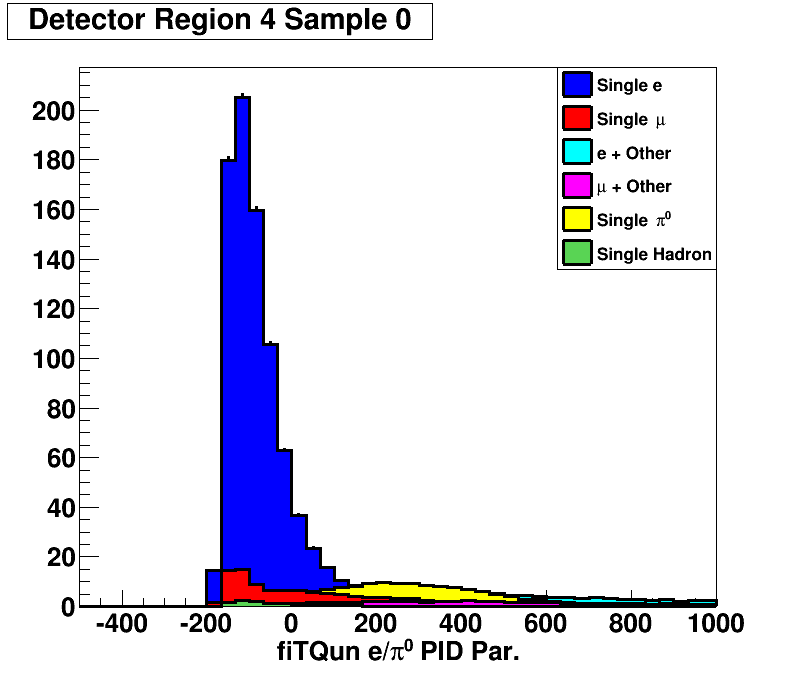 Detector Region 4 Sample 0
Single e
Single μ
e + Other
μ + Other
Single π⁰
Single Hadron
200
180
160
140
120
100
80
60
40
20
0
-400 -200 0 200 400 600 800 1000
fiTQun e/π⁰ PID Par.